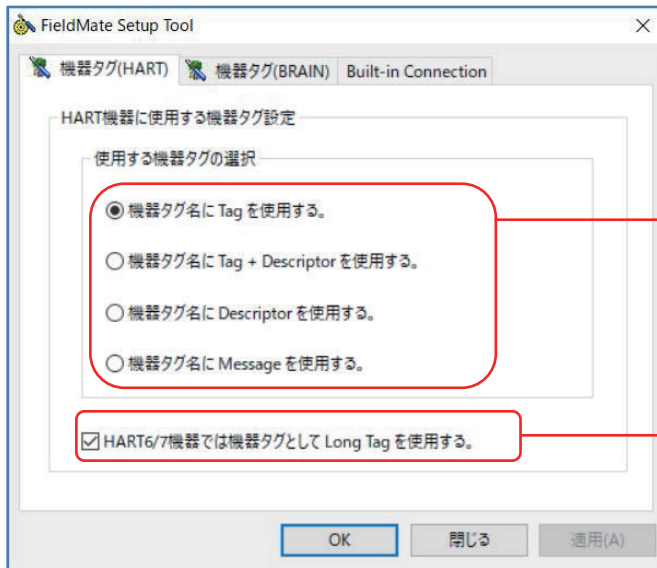 FieldMate Setup Tool
機器タグ(HART) 機器タグ(BRAIN) Built-in Connection
HART機器に使用する機器タグ設定
使用する機器タグの選択
機器タグ名に Tag を使用する。
機器タグ名に Tag + Descriptor を使用する。
機器タグ名に Descriptor を使用する。
機器タグ名に Message を使用する。
HART6/7機器では機器タグとして Long Tag を使用する。
OK 閉じる 適用(A)